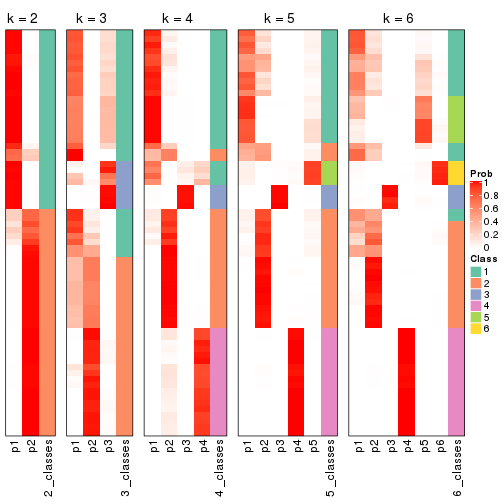 k = 2
k = 3
k = 4
k = 5
k = 6
Prob
1
0.8
0.6
0.4
0.2
0
Class
1
2
3
4
5
6
p1
p2
2_classes
p1
p2
p3
3_classes
p1
p2
p3
p4
4_classes
p1
p2
p3
p4
p5
5_classes
p1
p2
p3
p4
p5
p6
6_classes